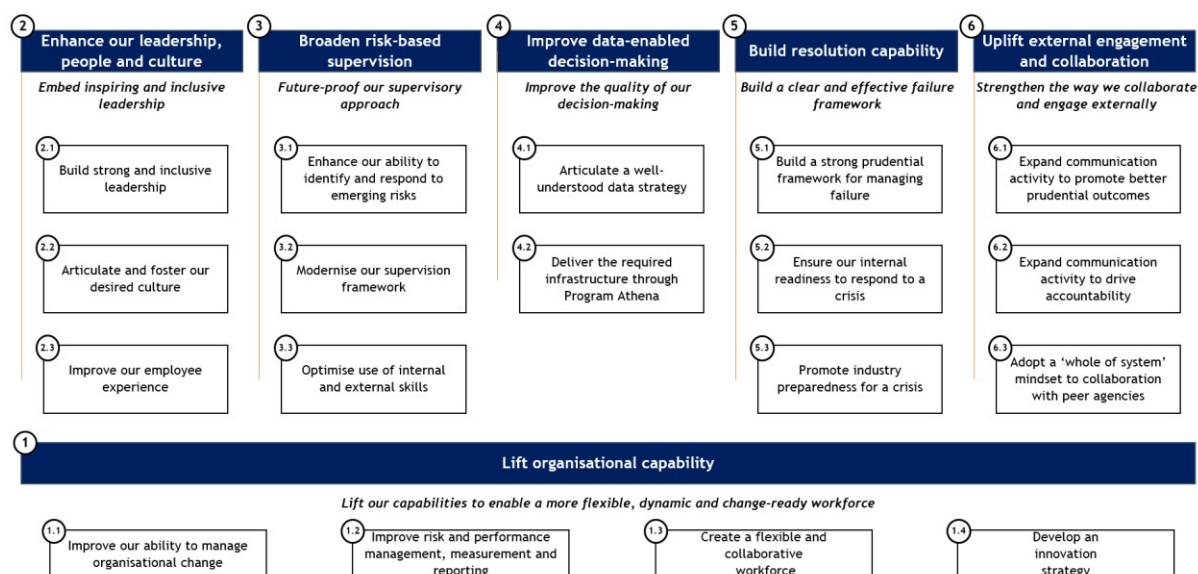 2
Enhance our leadership,
people and culture
Embed inspiring and inclusive
leadership
2.1
Build strong and inclusive
leadership
2.2
Articulate and foster our
desired culture
2.3
Improve our employee
experience
3
Broaden risk-based
supervision
Future-proof our supervisory
approach
3.1
Enhance our ability to
identify and respond to
emerging risks
3.2
Modernise our supervision
framework
3.3
Optimise use of internal
and external skills
4
Improve data-enabled
decision-making
Improve the quality of our
decision-making
4.1
Articulate a well-
understood data strategy
4.2
Deliver the required
infrastructure through
Program Athena
5
Build resolution capability
Build a clear and effective failure
framework
5.1
Build a strong prudential
framework for managing
failure
5.2
Ensure our internal
readiness to respond to a
crisis
5.3
Promote industry
preparedness for a crisis
6
Uplift external engagement
and collaboration
Strengthen the way we collaborate
and engage externally
6.1
Expand communication
activity to promote better
prudential outcomes
6.2
Expand communication
activity to drive
accountability
6.3
Adopt a ‘whole of system’
mindset to collaboration
with peer agencies
1
Lift organisational capability
Lift our capabilities to enable a more flexible, dynamic and change-ready workforce
1.1
Improve our ability to manage
organisational change
1.2
Improve risk and performance
management, measurement and
reporting
1.3
Create a flexible and
collaborative
workforce
1.4
Develop an
innovation
strategy